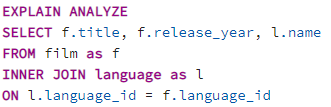 EXPLAIN ANALYZE
SELECT f.title, f.release_year, l.name
FROM film as f
INNER JOIN language as l
ON l.language_id = f.language_id